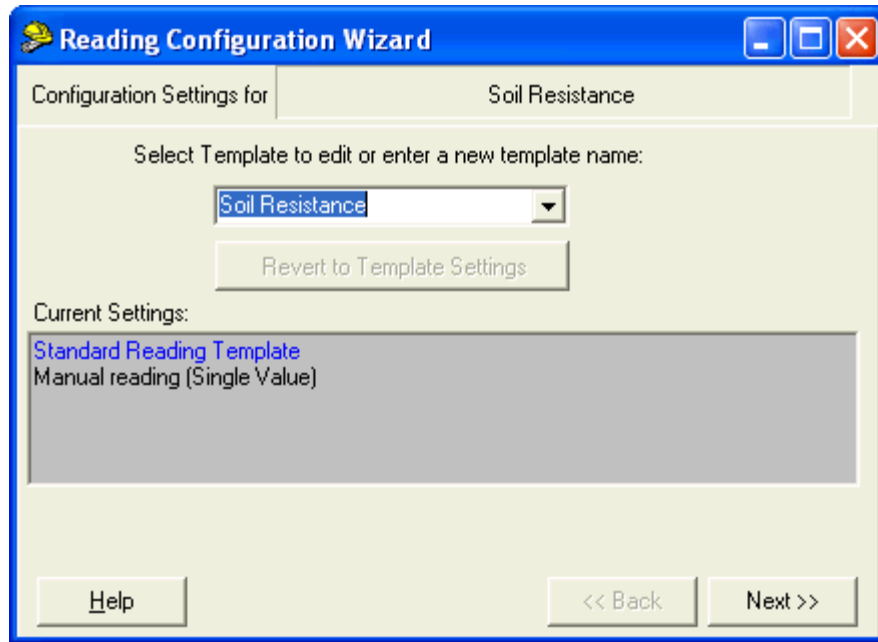 Reading Configuration Wizard
Configuration Settings for Soil Resistance
Select Template to edit or enter a new template name:
Soil Resistance
Revert to Template Settings
Current Settings:
Standard Reading Template
Manual reading (Single Value)
Help << Back Next >>